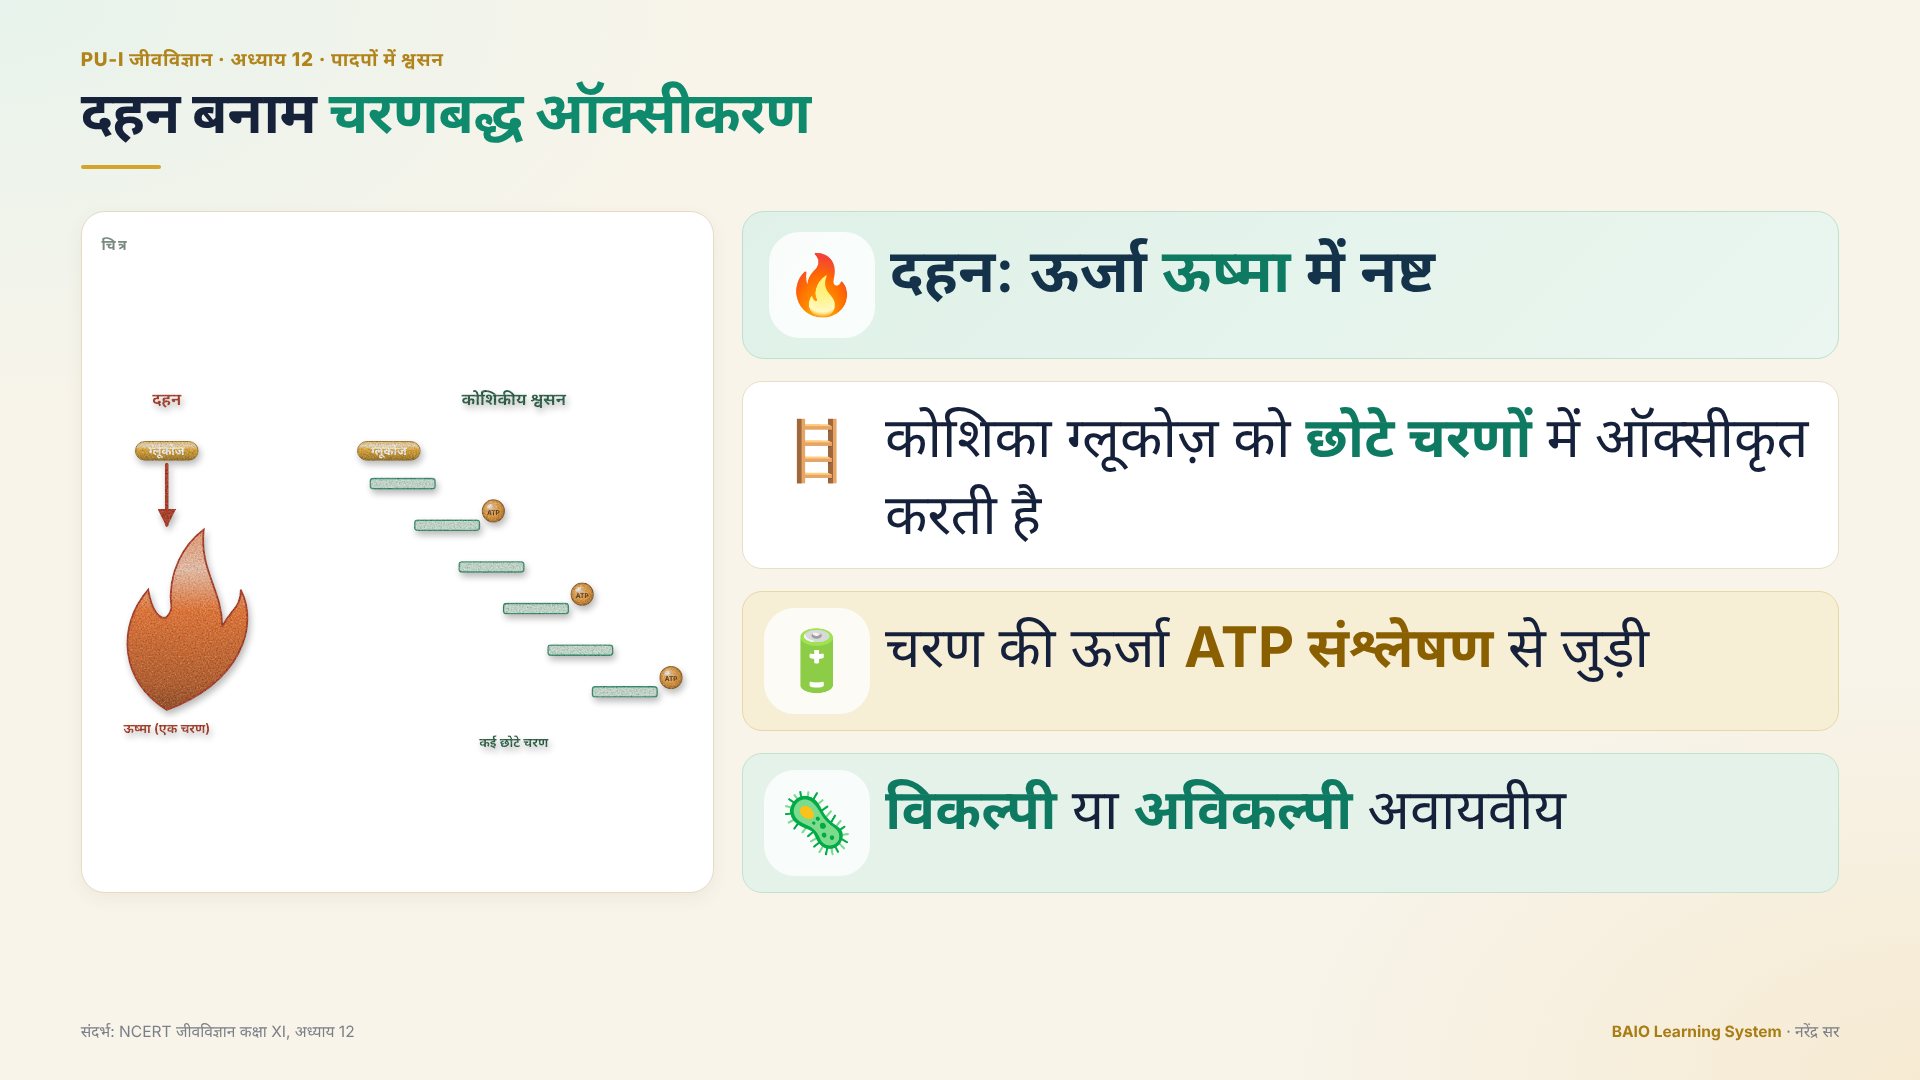 PU-I जीवविज्ञान · अध्याय 12 · पादपों में श्वसन
दहन बनाम चरणबद्ध ऑक्सीकरण
चित्र
दहन
कोशिकीय श्वसन
ग्लूकोज
ग्लूकोज
ATP
ATP
ATP
ऊष्मा (एक चरण)
कई छोटे चरण
दहन: ऊर्जा ऊष्मा में नष्ट
कोशिका ग्लूकोज़ को छोटे चरणों में ऑक्सीकृत
करती है
चरण की ऊर्जा ATP संश्लेषण से जुड़ी
विकल्पी या अविकल्पी अवायवीय
संदर्भ: NCERT जीवविज्ञान कक्षा XI, अध्याय 12
BAIO Learning System · नरेंद्र सर